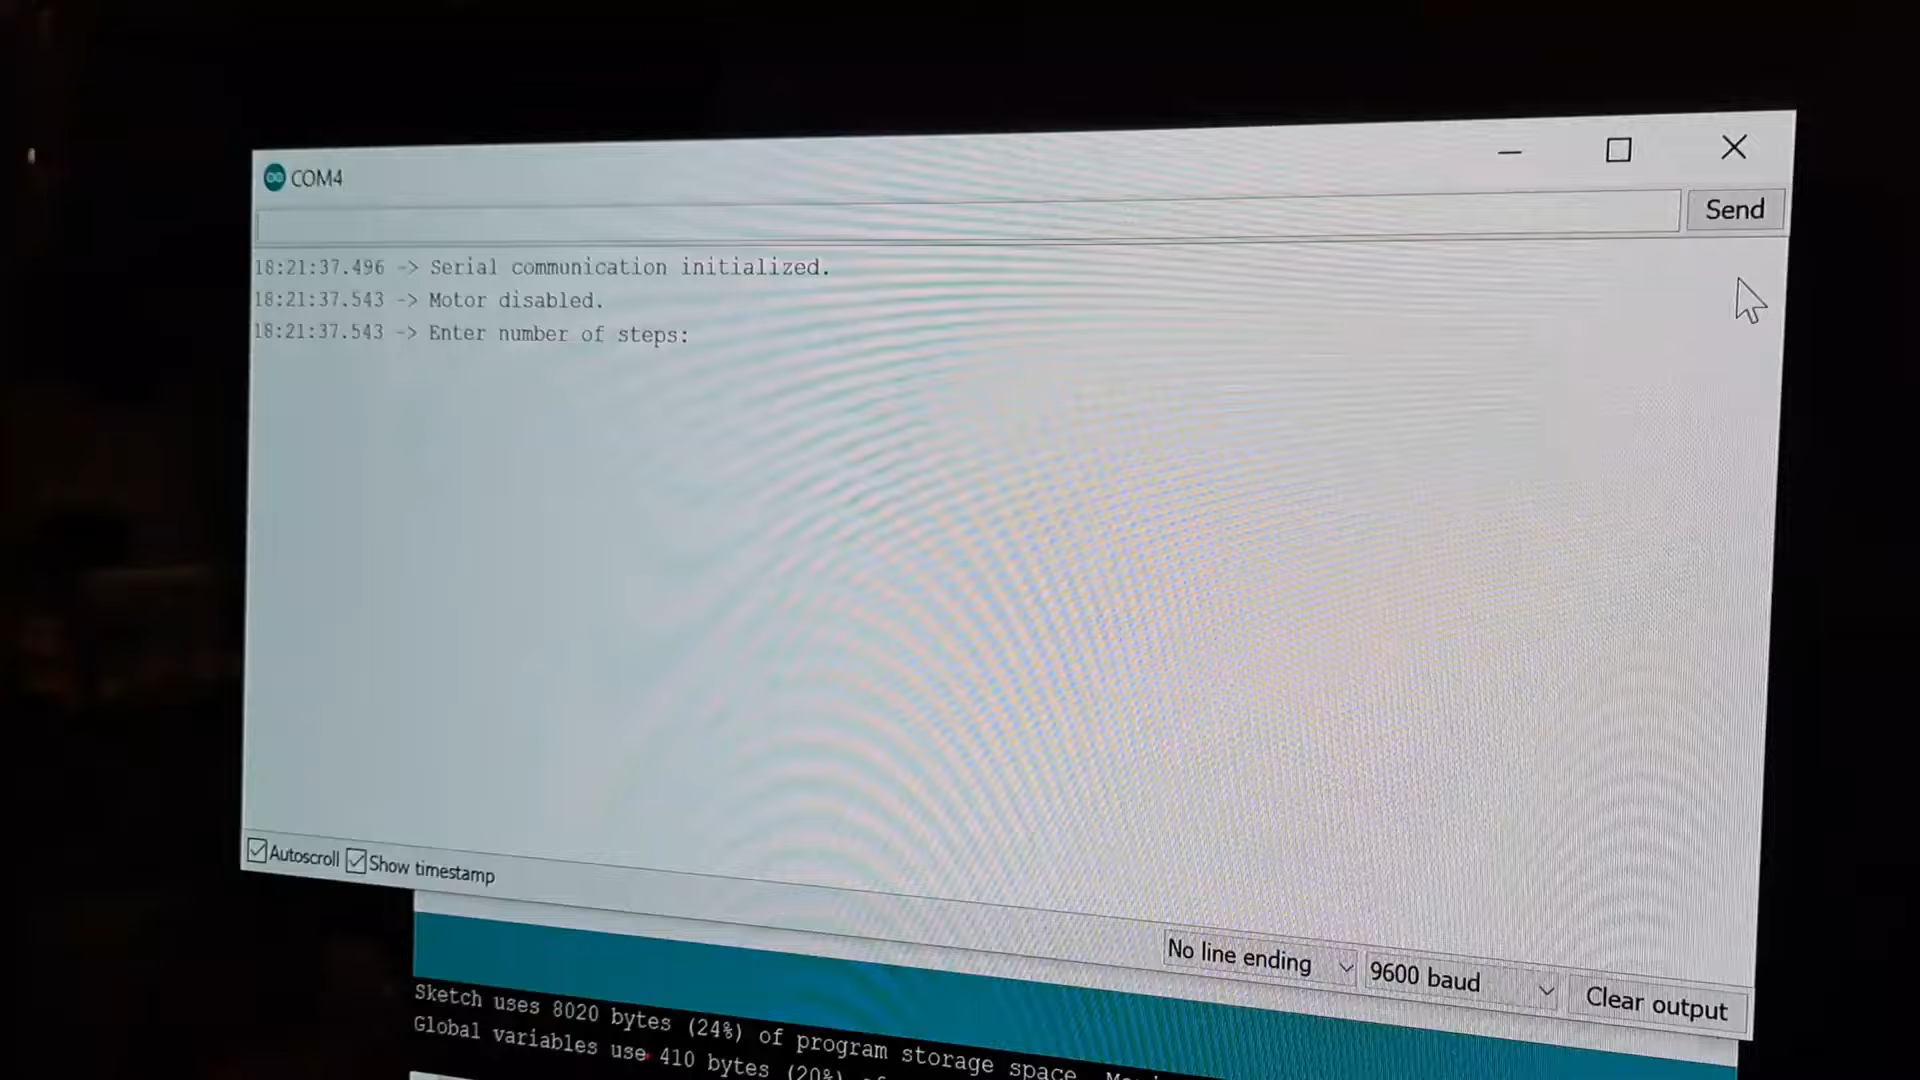 COM4
Send
18:21:37.496 -> Serial communication initialized.
18:21:37.543 -> Motor disabled.
18:21:37.543 -> Enter number of steps:
Autoscroll Show timestamp
No line ending 9600 baud Clear output
Sketch uses 8020 bytes (24%) of program storage space.
Global variables use 410 bytes (20%)